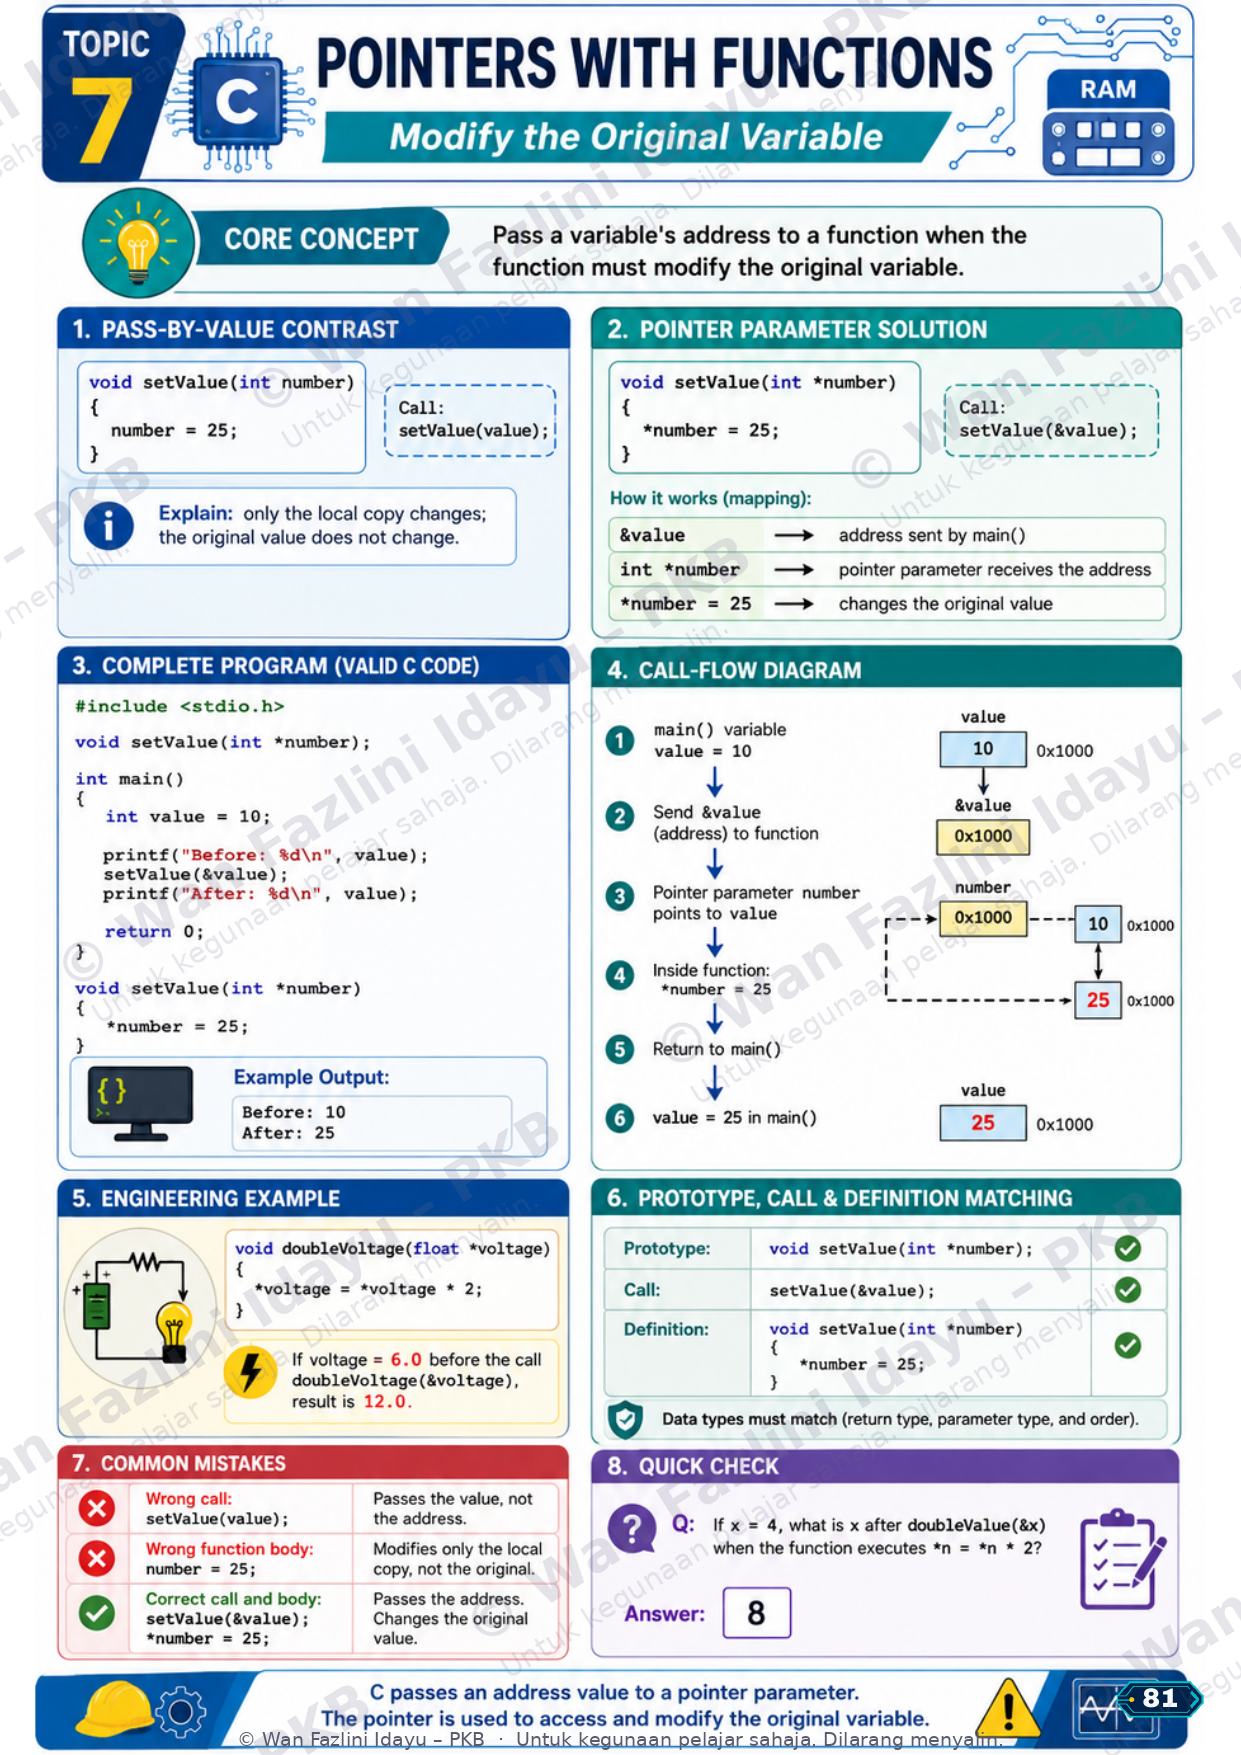 TOPIC
7
C
POINTERS WITH FUNCTIONS
Modify the Original Variable
RAM
CORE CONCEPT
Pass a variable's address to a function when the
function must modify the original variable.
1. PASS-BY-VALUE CONTRAST
void setValue(int number)
{
number = 25;
}
Call:
setValue(value);
Explain: only the local copy changes;
the original value does not change.
2. POINTER PARAMETER SOLUTION
void setValue(int *number)
{
*number = 25;
}
Call:
setValue(&value);
How it works (mapping):
&value → address sent by main()
int *number → pointer parameter receives the address
*number = 25 → changes the original value
3. COMPLETE PROGRAM (VALID C CODE)
#include <stdio.h>
void setValue(int *number);
int main()
{
int value = 10;
printf("Before: %d\n", value);
setValue(&value);
printf("After: %d\n", value);
return 0;
}
void setValue(int *number)
{
*number = 25;
}
{ }
>-
Example Output:
Before: 10
After: 25
4. CALL-FLOW DIAGRAM
1 main() variable
value = 10
2 Send &value
(address) to function
3 Pointer parameter number
points to value
4 Inside function:
*number = 25
5 Return to main()
6 value = 25 in main()
value
10 0x1000
&value
0x1000
number
0x1000
10 0x1000
25 0x1000
value
25 0x1000
5. ENGINEERING EXAMPLE
+ +
+
void doubleVoltage(float *voltage)
{
*voltage = *voltage * 2;
}
If voltage = 6.0 before the call
doubleVoltage(&voltage),
result is 12.0.
6. PROTOTYPE, CALL & DEFINITION MATCHING
Prototype: void setValue(int *number);
Call: setValue(&value);
Definition: void setValue(int *number)
{
*number = 25;
}
Data types must match (return type, parameter type, and order).
7. COMMON MISTAKES
Wrong call:
setValue(value);
Passes the value, not
the address.
Wrong function body:
number = 25;
Modifies only the local
copy, not the original.
Correct call and body:
setValue(&value);
*number = 25;
Passes the address.
Changes the original
value.
8. QUICK CHECK
? Q: If x = 4, what is x after doubleValue(&x)
when the function executes *n = *n * 2?
Answer: 8
C passes an address value to a pointer parameter.
The pointer is used to access and modify the original variable.
81
© Wan Fazlini Idayu – PKB · Untuk kegunaan pelajar sahaja. Dilarang menyalin.
© Wan Fazlini Idayu – PKB
Untuk kegunaan pelajar sahaja. Dilarang menyalin.